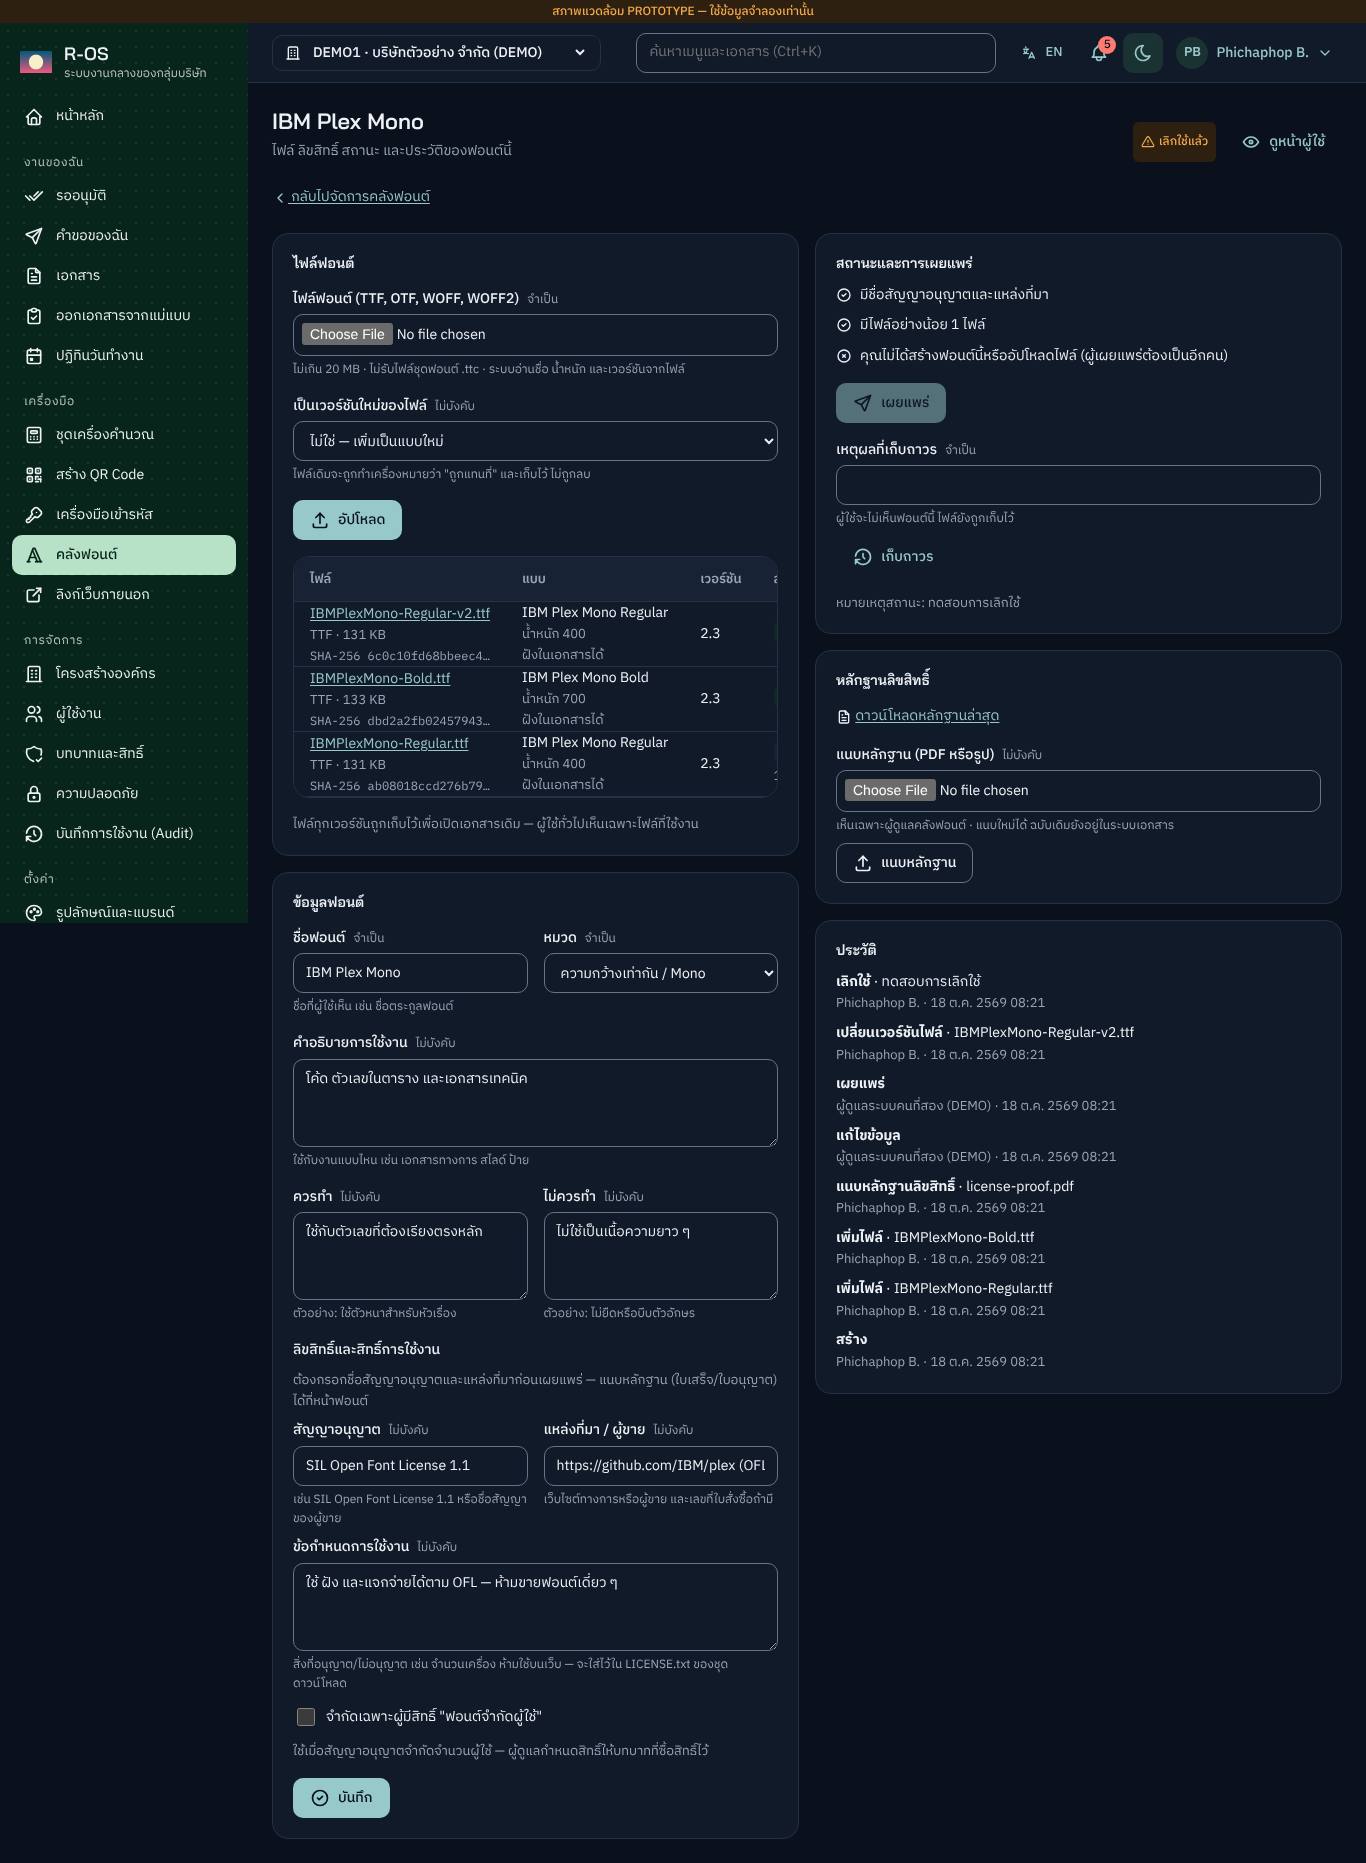 สภาพแวดล้อม PROTOTYPE — ใช้ข้อมูลจำลองเท่านั้น
R-OS
ระบบงานกลางของกลุ่มบริษัท
DEMO1 · บริษัทตัวอย่าง จำกัด (DEMO)
ค้นหาเมนูและเอกสาร (Ctrl+K)
EN
5
PB
Phichaphop B.
หน้าหลัก
งานของฉัน
รออนุมัติ
คำขอของฉัน
เอกสาร
ออกเอกสารจากแม่แบบ
ปฏิทินวันทำงาน
เครื่องมือ
ชุดเครื่องคำนวณ
สร้าง QR Code
เครื่องมือเข้ารหัส
คลังฟอนต์
ลิงก์เว็บภายนอก
การจัดการ
โครงสร้างองค์กร
ผู้ใช้งาน
บทบาทและสิทธิ์
ความปลอดภัย
บันทึกการใช้งาน (Audit)
ตั้งค่า
รูปลักษณ์และแบรนด์
IBM Plex Mono
ไฟล์ ลิขสิทธิ์ สถานะ และประวัติของฟอนต์นี้
เลิกใช้แล้ว
ดูหน้าผู้ใช้
กลับไปจัดการคลังฟอนต์
ไฟล์ฟอนต์
ไฟล์ฟอนต์ (TTF, OTF, WOFF, WOFF2) จำเป็น
Choose File No file chosen
ไม่เกิน 20 MB · ไม่รับไฟล์ชุดฟอนต์ .ttc · ระบบอ่านชื่อ น้ำหนัก และเวอร์ชันจากไฟล์
เป็นเวอร์ชันใหม่ของไฟล์ ไม่บังคับ
ไม่ใช่ — เพิ่มเป็นแบบใหม่
ไฟล์เดิมจะถูกทำเครื่องหมายว่า "ถูกแทนที่" และเก็บไว้ ไม่ถูกลบ
อัปโหลด
ไฟล์ แบบ เวอร์ชัน
IBMPlexMono-Regular-v2.ttf
TTF · 131 KB
SHA-256 6c0c10fd68bbeec4…
IBM Plex Mono Regular
น้ำหนัก 400
ฝังในเอกสารได้
2.3
IBMPlexMono-Bold.ttf
TTF · 133 KB
SHA-256 dbd2a2fb02457943…
IBM Plex Mono Bold
น้ำหนัก 700
ฝังในเอกสารได้
2.3
IBMPlexMono-Regular.ttf
TTF · 131 KB
SHA-256 ab08018ccd276b79…
IBM Plex Mono Regular
น้ำหนัก 400
ฝังในเอกสารได้
2.3
ไฟล์ทุกเวอร์ชันถูกเก็บไว้เพื่อเปิดเอกสารเดิม — ผู้ใช้ทั่วไปเห็นเฉพาะไฟล์ที่ใช้งาน
ข้อมูลฟอนต์
ชื่อฟอนต์ จำเป็น
IBM Plex Mono
ชื่อที่ผู้ใช้เห็น เช่น ชื่อตระกูลฟอนต์
หมวด จำเป็น
ความกว้างเท่ากัน / Mono
คำอธิบายการใช้งาน ไม่บังคับ
โค้ด ตัวเลขในตาราง และเอกสารเทคนิค
ใช้กับงานแบบไหน เช่น เอกสารทางการ สไลด์ ป้าย
ควรทำ ไม่บังคับ
ใช้กับตัวเลขที่ต้องเรียงตรงหลัก
ตัวอย่าง: ใช้ตัวหนาสำหรับหัวเรื่อง
ไม่ควรทำ ไม่บังคับ
ไม่ใช้เป็นเนื้อความยาว ๆ
ตัวอย่าง: ไม่ยืดหรือบีบตัวอักษร
ลิขสิทธิ์และสิทธิ์การใช้งาน
ต้องกรอกชื่อสัญญาอนุญาตและแหล่งที่มาก่อนเผยแพร่ — แนบหลักฐาน (ใบเสร็จ/ใบอนุญาต)
ได้ที่หน้าฟอนต์
สัญญาอนุญาต ไม่บังคับ
SIL Open Font License 1.1
เช่น SIL Open Font License 1.1 หรือชื่อสัญญา
ของผู้ขาย
แหล่งที่มา / ผู้ขาย ไม่บังคับ
https://github.com/IBM/plex (OFL
เว็บไซต์ทางการหรือผู้ขาย และเลขที่ใบสั่งซื้อถ้ามี
ข้อกำหนดการใช้งาน ไม่บังคับ
ใช้ ฝัง และแจกจ่ายได้ตาม OFL — ห้ามขายฟอนต์เดี่ยว ๆ
สิ่งที่อนุญาต/ไม่อนุญาต เช่น จำนวนเครื่อง ห้ามใช้บนเว็บ — จะใส่ไว้ใน LICENSE.txt ของชุด
ดาวน์โหลด
จำกัดเฉพาะผู้มีสิทธิ์ "ฟอนต์จำกัดผู้ใช้"
ใช้เมื่อสัญญาอนุญาตจำกัดจำนวนผู้ใช้ — ผู้ดูแลกำหนดสิทธิ์ให้บทบาทที่ซื้อสิทธิ์ไว้
บันทึก
สถานะและการเผยแพร่
มีชื่อสัญญาอนุญาตและแหล่งที่มา
มีไฟล์อย่างน้อย 1 ไฟล์
คุณไม่ได้สร้างฟอนต์นี้หรืออัปโหลดไฟล์ (ผู้เผยแพร่ต้องเป็นอีกคน)
เผยแพร่
เหตุผลที่เก็บถาวร จำเป็น
ผู้ใช้จะไม่เห็นฟอนต์นี้ ไฟล์ยังถูกเก็บไว้
เก็บถาวร
หมายเหตุสถานะ: ทดสอบการเลิกใช้
หลักฐานลิขสิทธิ์
ดาวน์โหลดหลักฐานล่าสุด
แนบหลักฐาน (PDF หรือรูป) ไม่บังคับ
Choose File No file chosen
เห็นเฉพาะผู้ดูแลคลังฟอนต์ · แนบใหม่ได้ ฉบับเดิมยังอยู่ในระบบเอกสาร
แนบหลักฐาน
ประวัติ
เลิกใช้ · ทดสอบการเลิกใช้
Phichaphop B. · 18 ต.ค. 2569 08:21
เปลี่ยนเวอร์ชันไฟล์ · IBMPlexMono-Regular-v2.ttf
Phichaphop B. · 18 ต.ค. 2569 08:21
เผยแพร่
ผู้ดูแลระบบคนที่สอง (DEMO) · 18 ต.ค. 2569 08:21
แก้ไขข้อมูล
ผู้ดูแลระบบคนที่สอง (DEMO) · 18 ต.ค. 2569 08:21
แนบหลักฐานลิขสิทธิ์ · license-proof.pdf
Phichaphop B. · 18 ต.ค. 2569 08:21
เพิ่มไฟล์ · IBMPlexMono-Bold.ttf
Phichaphop B. · 18 ต.ค. 2569 08:21
เพิ่มไฟล์ · IBMPlexMono-Regular.ttf
Phichaphop B. · 18 ต.ค. 2569 08:21
สร้าง
Phichaphop B. · 18 ต.ค. 2569 08:21